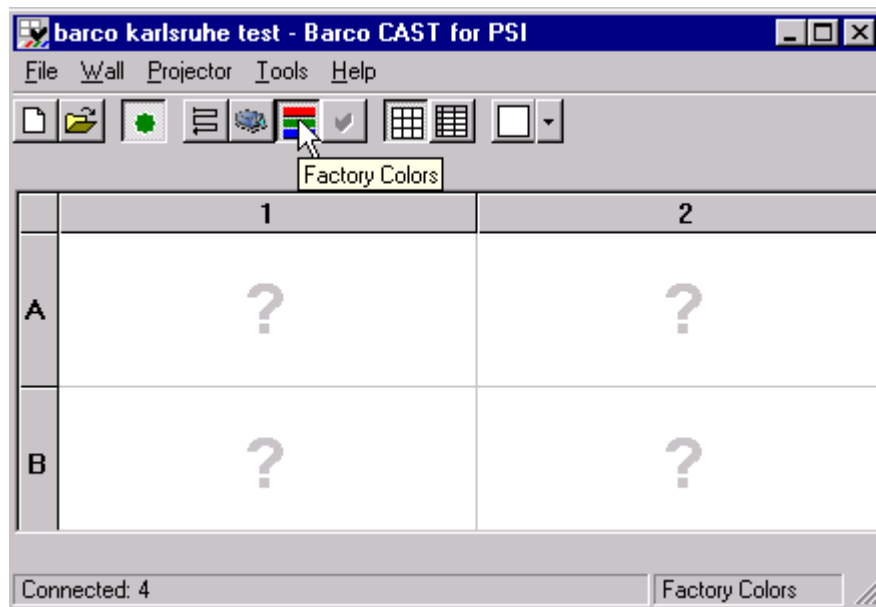 barco karlsruhe test - Barco CAST for PSI
File Wall Projector Tools Help
Factory Colors
1 2
A ? ?
B ? ?
Connected: 4 Factory Colors